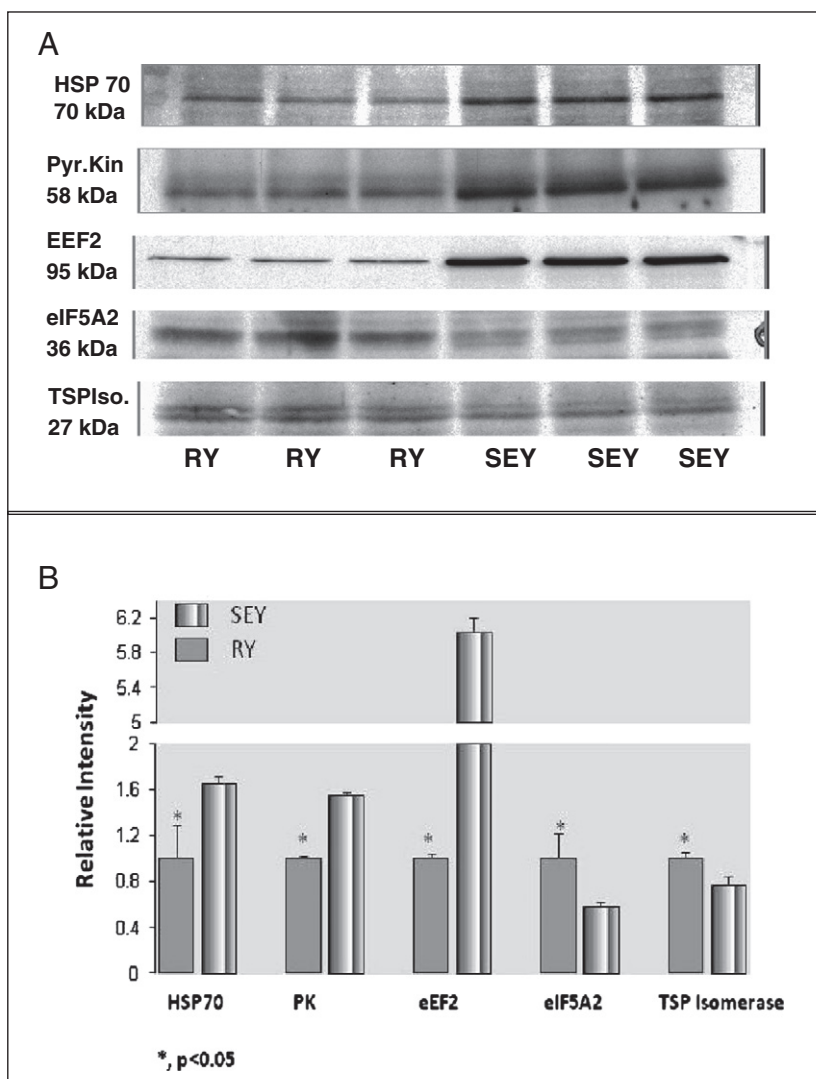 A
HSP 70
70 kDa
Pyr.Kin
58 kDa
EEF2
95 kDa
eIF5A2
36 kDa
TSPIso.
27 kDa
RY RY RY SEY SEY SEY
B
SEY
RY
Relative Intensity
6.2
5.8
5.4
5
2
1.6
1.2
0.8
0.4
0
* * * * *
HSP70 PK eEF2 eIF5A2 TSP Isomerase
*, p<0.05